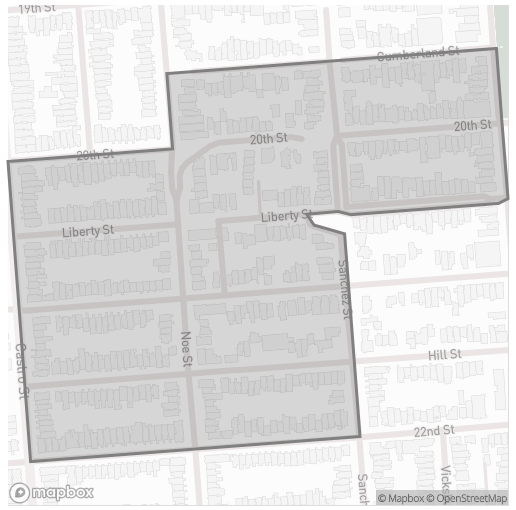 19th St
Cumberland St
20th St
20th St
20th St
Liberty St
Liberty St
Sanchez St
Noe St
Castro St
Hill St
22nd St
Sanch
Vicks
mapbox
© Mapbox © OpenStreetMap